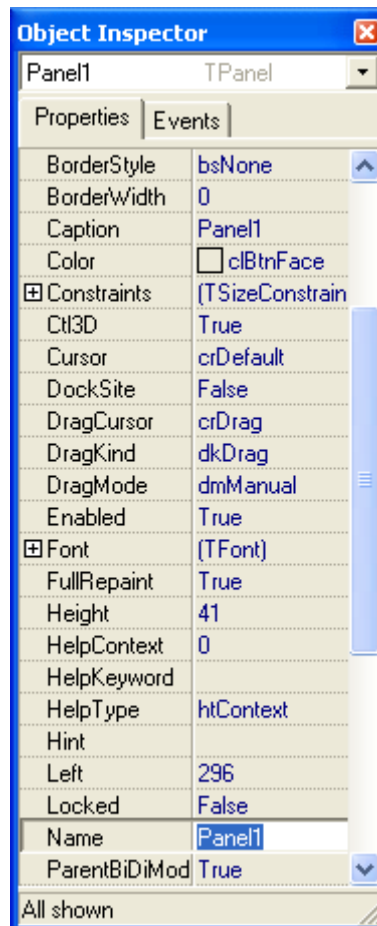 Object Inspector
Panel1 TPanel
Properties Events
BorderStyle bsNone
BorderWidth 0
Caption Panel1
Color clBtnFace
Constraints (TSizeConstrain
Ctl3D True
Cursor crDefault
DockSite False
DragCursor crDrag
DragKind dkDrag
DragMode dmManual
Enabled True
Font (TFont)
FullRepaint True
Height 41
HelpContext 0
HelpKeyword
HelpType htContext
Hint
Left 296
Locked False
Name Panel1
ParentBiDiMod True
All shown